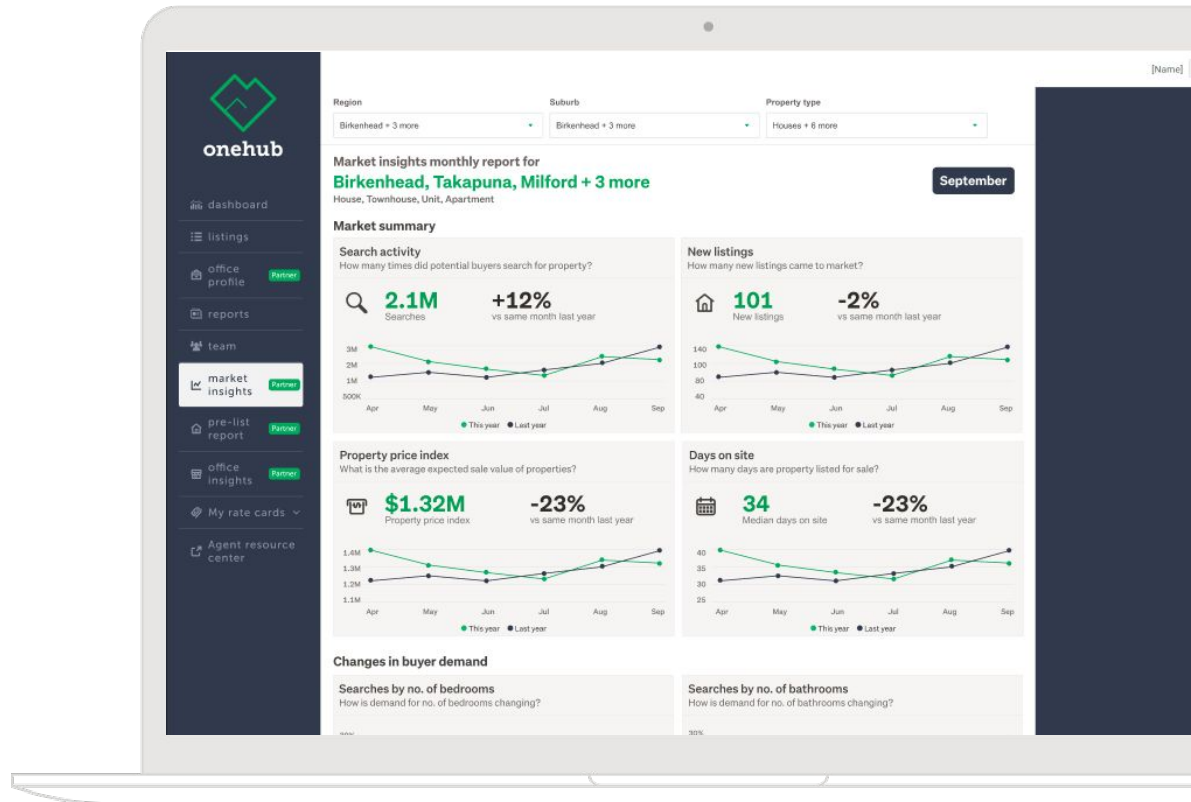 [Name]
onehub
dashboard
listings
office
profile
Partner
reports
team
market
insights
Partner
pre-list
report
Partner
office
insights
Partner
My rate cards
Agent resource
center
Region
Suburb
Property type
Birkenhead + 3 more
Birkenhead + 3 more
Houses + 6 more
Market insights monthly report for
Birkenhead, Takapuna, Milford + 3 more
House, Townhouse, Unit, Apartment
September
Market summary
Search activity
How many times did potential buyers search for property?
2.1M
Searches
+12%
vs same month last year
3M
2M
1M
500K
Apr May Jun Jul Aug Sep
This year Last year
New listings
How many new listings came to market?
101
New listings
-2%
vs same month last year
140
100
80
40
Apr May Jun Jul Aug Sep
This year Last year
Property price index
What is the average expected sale value of properties?
$1.32M
Property price index
-23%
vs same month last year
1.4M
1.3M
1.2M
1.1M
Apr May Jun Jul Aug Sep
This year Last year
Days on site
How many days are property listed for sale?
34
Median days on site
-23%
vs same month last year
40
35
30
25
Apr May Jun Jul Aug Sep
This year Last year
Changes in buyer demand
Searches by no. of bedrooms
How is demand for no. of bedrooms changing?
Searches by no. of bathrooms
How is demand for no. of bathrooms changing?
30%